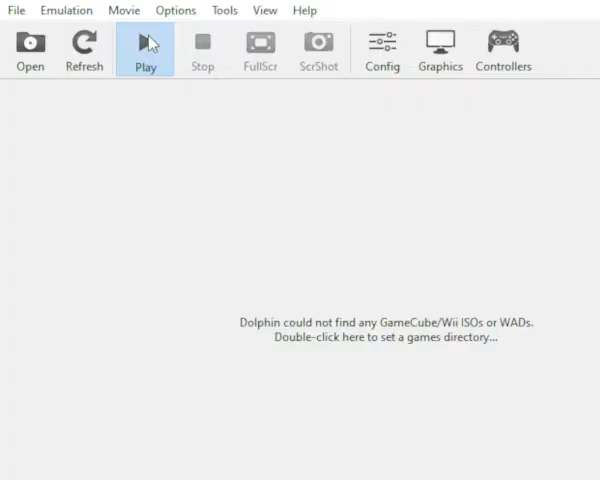 File Emulation Movie Options Tools View Help
Open Refresh Play Stop FullScr ScrShot Config Graphics Controllers
Dolphin could not find any GameCube/Wii ISOs or WADs.
Double-click here to set a games directory...